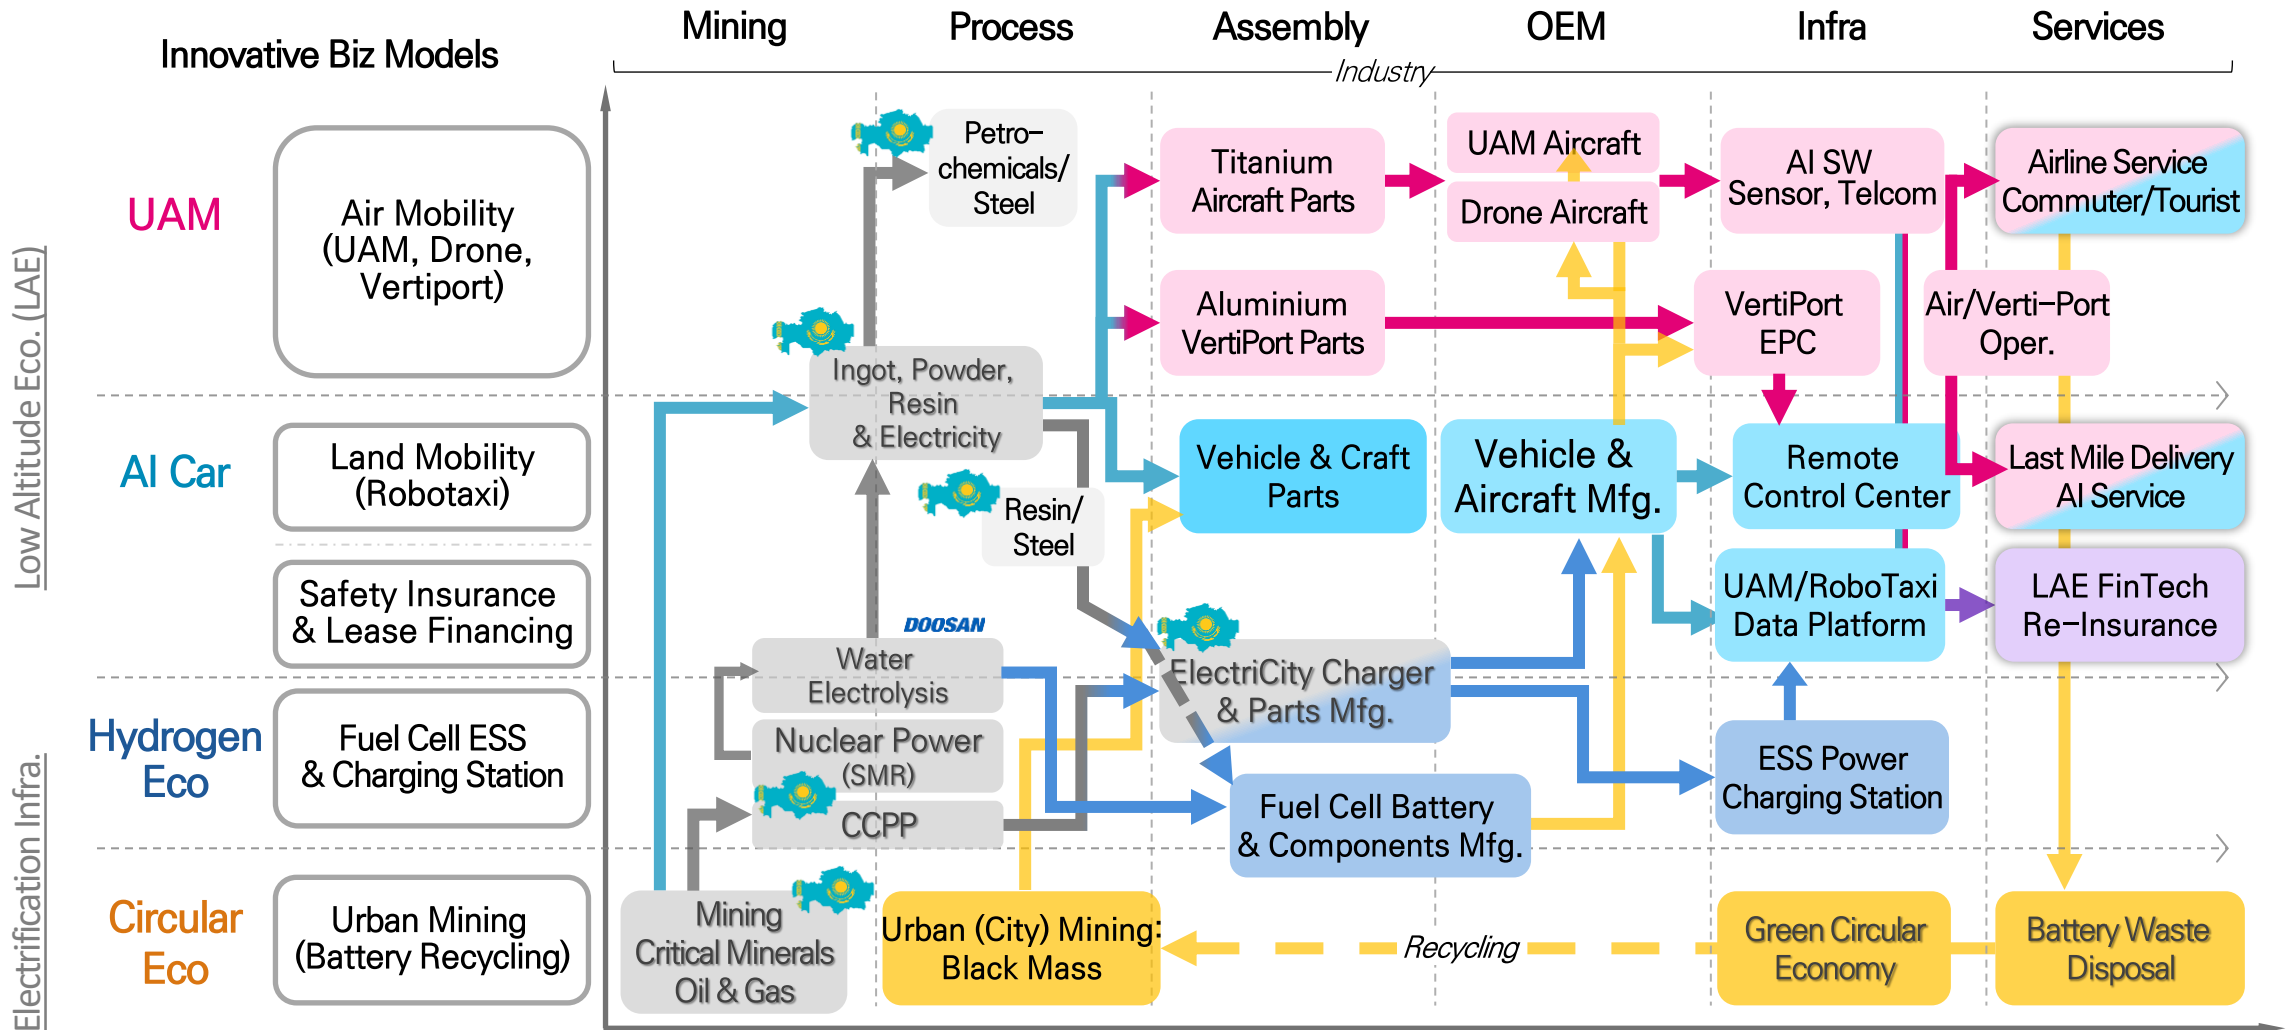 Innovative Biz Models
Mining
Process
Assembly
OEM
Infra
Services
Industry
Low Altitude Eco. (LAE)
Electrification Infra.
UAM
Air Mobility
(UAM, Drone,
Vertiport)
AI Car
Land Mobility
(Robotaxi)
Safety Insurance
& Lease Financing
Hydrogen
Eco
Fuel Cell ESS
& Charging Station
Circular
Eco
Urban Mining
(Battery Recycling)
Petro-
chemicals/
Steel
Titanium
Aircraft Parts
UAM Aircraft
Drone Aircraft
AI SW
Sensor, Telcom
Airline Service
Commuter/Tourist
Aluminium
VertiPort Parts
VertiPort
EPC
Air/Verti-Port
Oper.
Ingot, Powder,
Resin
& Electricity
Vehicle & Craft
Parts
Vehicle &
Aircraft Mfg.
Remote
Control Center
Last Mile Delivery
AI Service
Resin/
Steel
UAM/RoboTaxi
Data Platform
LAE FinTech
Re-Insurance
DOOSAN
Water
Electrolysis
ElectriCity Charger
& Parts Mfg.
Nuclear Power
(SMR)
CCPP
Fuel Cell Battery
& Components Mfg.
ESS Power
Charging Station
Mining
Critical Minerals
Oil & Gas
Urban (City) Mining:
Black Mass
Recycling
Green Circular
Economy
Battery Waste
Disposal